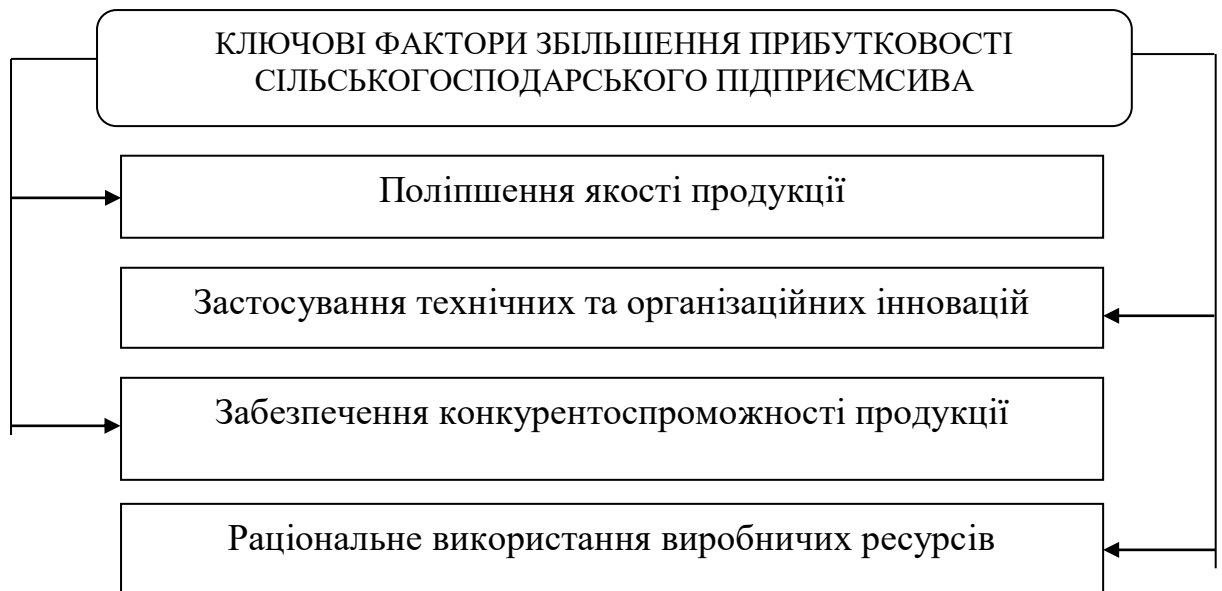 КЛЮЧОВІ ФАКТОРИ ЗБІЛЬШЕННЯ ПРИБУТКОВОСТІ
СІЛЬСЬКОГОСПОДАРСЬКОГО ПІДПРИЄМСИВА
Поліпшення якості продукції
Застосування технічних та організаційних інновацій
Забезпечення конкурентоспроможності продукції
Раціональне використання виробничих ресурсів